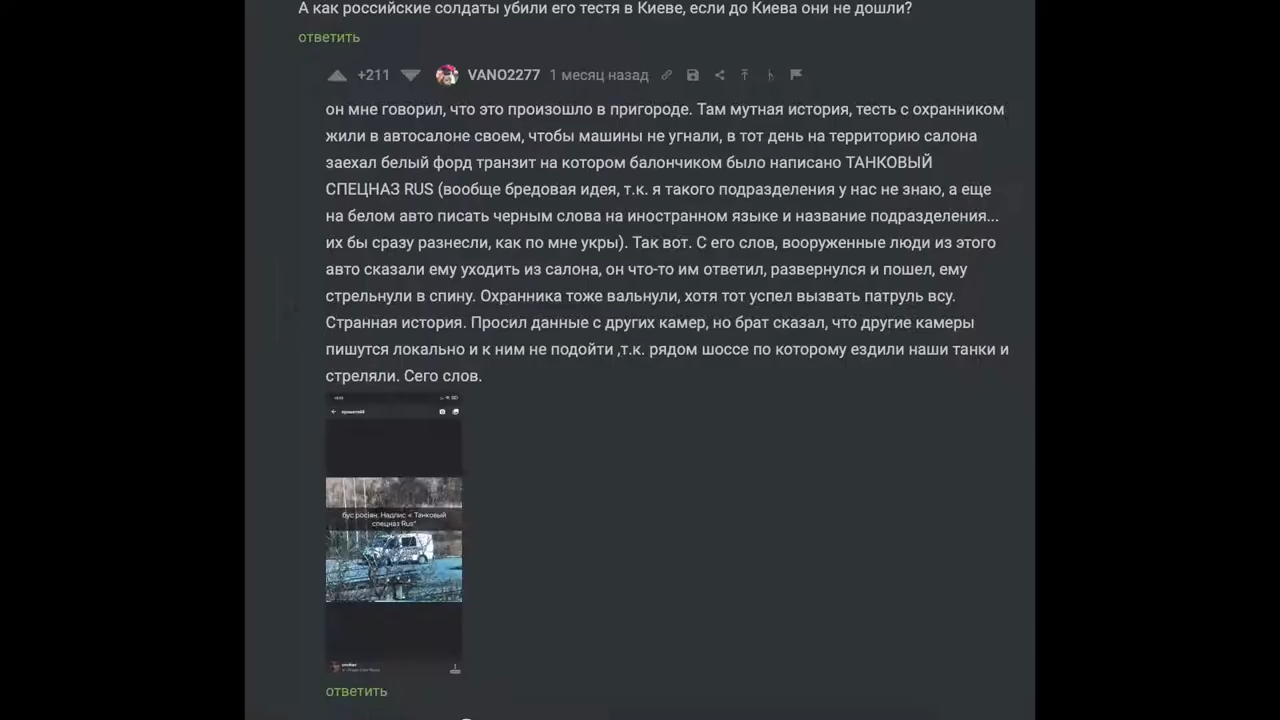 А как российские солдаты убили его тестя в Киеве, если до Киева они не дошли?
ответить
+211 VANO2277 1 месяц назад
он мне говорил, что это произошло в пригороде. Там мутная история, тесть с охранником
жили в автосалоне своем, чтобы машины не угнали, в тот день на территорию салона
заехал белый форд транзит на котором балончиком было написано ТАНКОВЫЙ
СПЕЦНАЗ RUS (вообще бредовая идея, т.к. я такого подразделения у нас не знаю, а еще
на белом авто писать черным слова на иностранном языке и название подразделения...
их бы сразу разнесли, как по мне укры). Так вот. С его слов, вооруженные люди из этого
авто сказали ему уходить из салона, он что-то им ответил, развернулся и пошел, ему
стрельнули в спину. Охранника тоже вальнули, хотя тот успел вызвать патруль всу.
Странная история. Просил данные с других камер, но брат сказал, что другие камеры
пишутся локально и к ним не подойти ,т.к. рядом шоссе по которому ездили наши танки и
стреляли. Сего слов.
бус росіян. Надпис « Танковый
спецназ Rus"
ответить